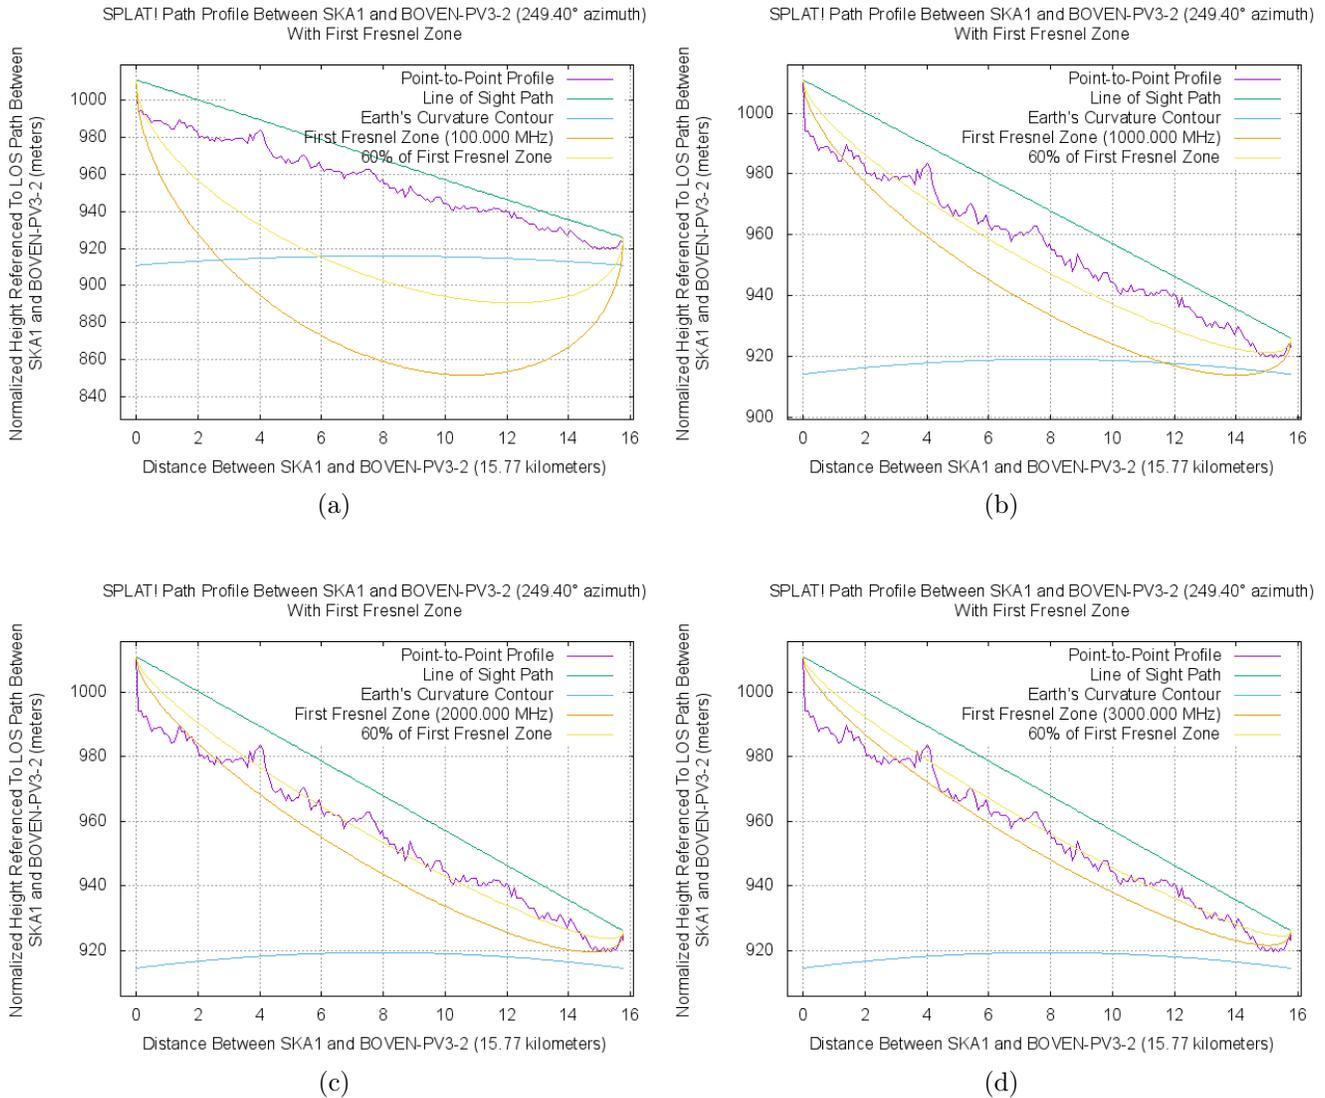 SPLAT! Path Profile Between SKA1 and BOVEN-PV3-2 (249.40° azimuth)
With First Fresnel Zone
Normalized Height Referenced To LOS Path Between
SKA1 and BOVEN-PV3-2 (meters)
Point-to-Point Profile
Line of Sight Path
Earth's Curvature Contour
First Fresnel Zone (100.000 MHz)
60% of First Fresnel Zone
1000
980
960
940
920
900
880
860
840
0 2 4 6 8 10 12 14 16
Distance Between SKA1 and BOVEN-PV3-2 (15.77 kilometers)
(a)
SPLAT! Path Profile Between SKA1 and BOVEN-PV3-2 (249.40° azimuth)
With First Fresnel Zone
Normalized Height Referenced To LOS Path Between
SKA1 and BOVEN-PV3-2 (meters)
Point-to-Point Profile
Line of Sight Path
Earth's Curvature Contour
First Fresnel Zone (1000.000 MHz)
60% of First Fresnel Zone
1000
980
960
940
920
900
0 2 4 6 8 10 12 14 16
Distance Between SKA1 and BOVEN-PV3-2 (15.77 kilometers)
(b)
SPLAT! Path Profile Between SKA1 and BOVEN-PV3-2 (249.40° azimuth)
With First Fresnel Zone
Normalized Height Referenced To LOS Path Between
SKA1 and BOVEN-PV3-2 (meters)
Point-to-Point Profile
Line of Sight Path
Earth's Curvature Contour
First Fresnel Zone (2000.000 MHz)
60% of First Fresnel Zone
1000
980
960
940
920
0 2 4 6 8 10 12 14 16
Distance Between SKA1 and BOVEN-PV3-2 (15.77 kilometers)
(c)
SPLAT! Path Profile Between SKA1 and BOVEN-PV3-2 (249.40° azimuth)
With First Fresnel Zone
Normalized Height Referenced To LOS Path Between
SKA1 and BOVEN-PV3-2 (meters)
Point-to-Point Profile
Line of Sight Path
Earth's Curvature Contour
First Fresnel Zone (3000.000 MHz)
60% of First Fresnel Zone
1000
980
960
940
920
0 2 4 6 8 10 12 14 16
Distance Between SKA1 and BOVEN-PV3-2 (15.77 kilometers)
(d)